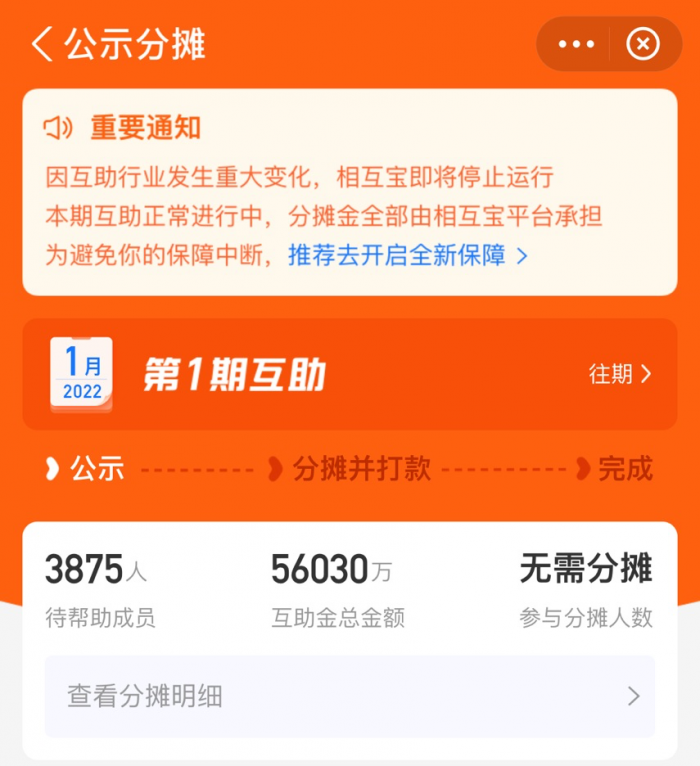 公示分摊
重要通知
因互助行业发生重大变化，相互宝即将停止运行
本期互助正常进行中，分摊金全部由相互宝平台承担
为避免你的保障中断，推荐去开启全新保障 >
1月
2022
第1期互助
往期 >
公示 分摊并打款 完成
3875人 56030万 无需分摊
待帮助成员 互助金总金额 参与分摊人数
查看分摊明细 >